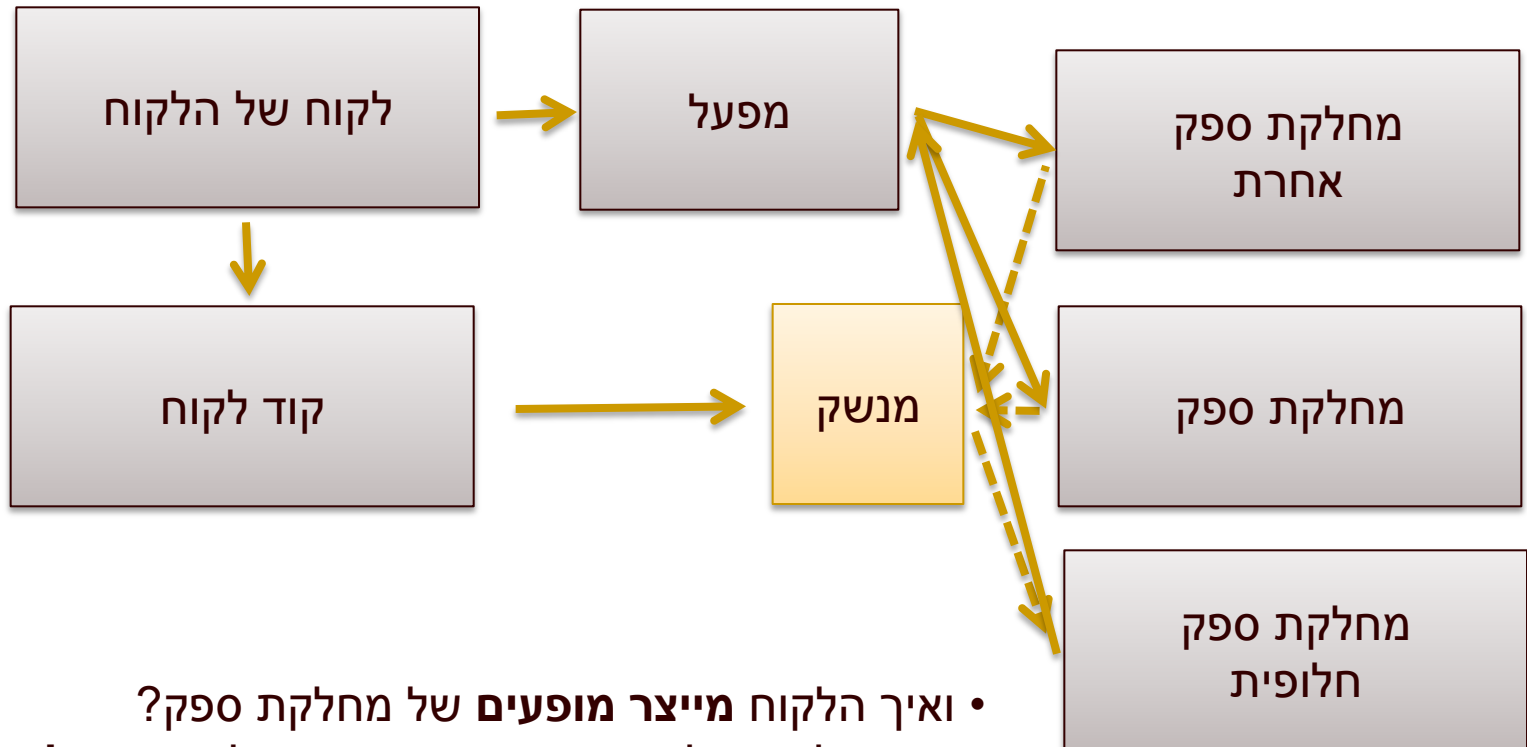 לקוח של הלקוח
מפעל
מחלקת ספק
אחרת
קוד לקוח
מנשק
מחלקת ספק
מחלקת ספק
חלופית
• ואיך הלקוח מייצר מופעים של מחלקת ספק?